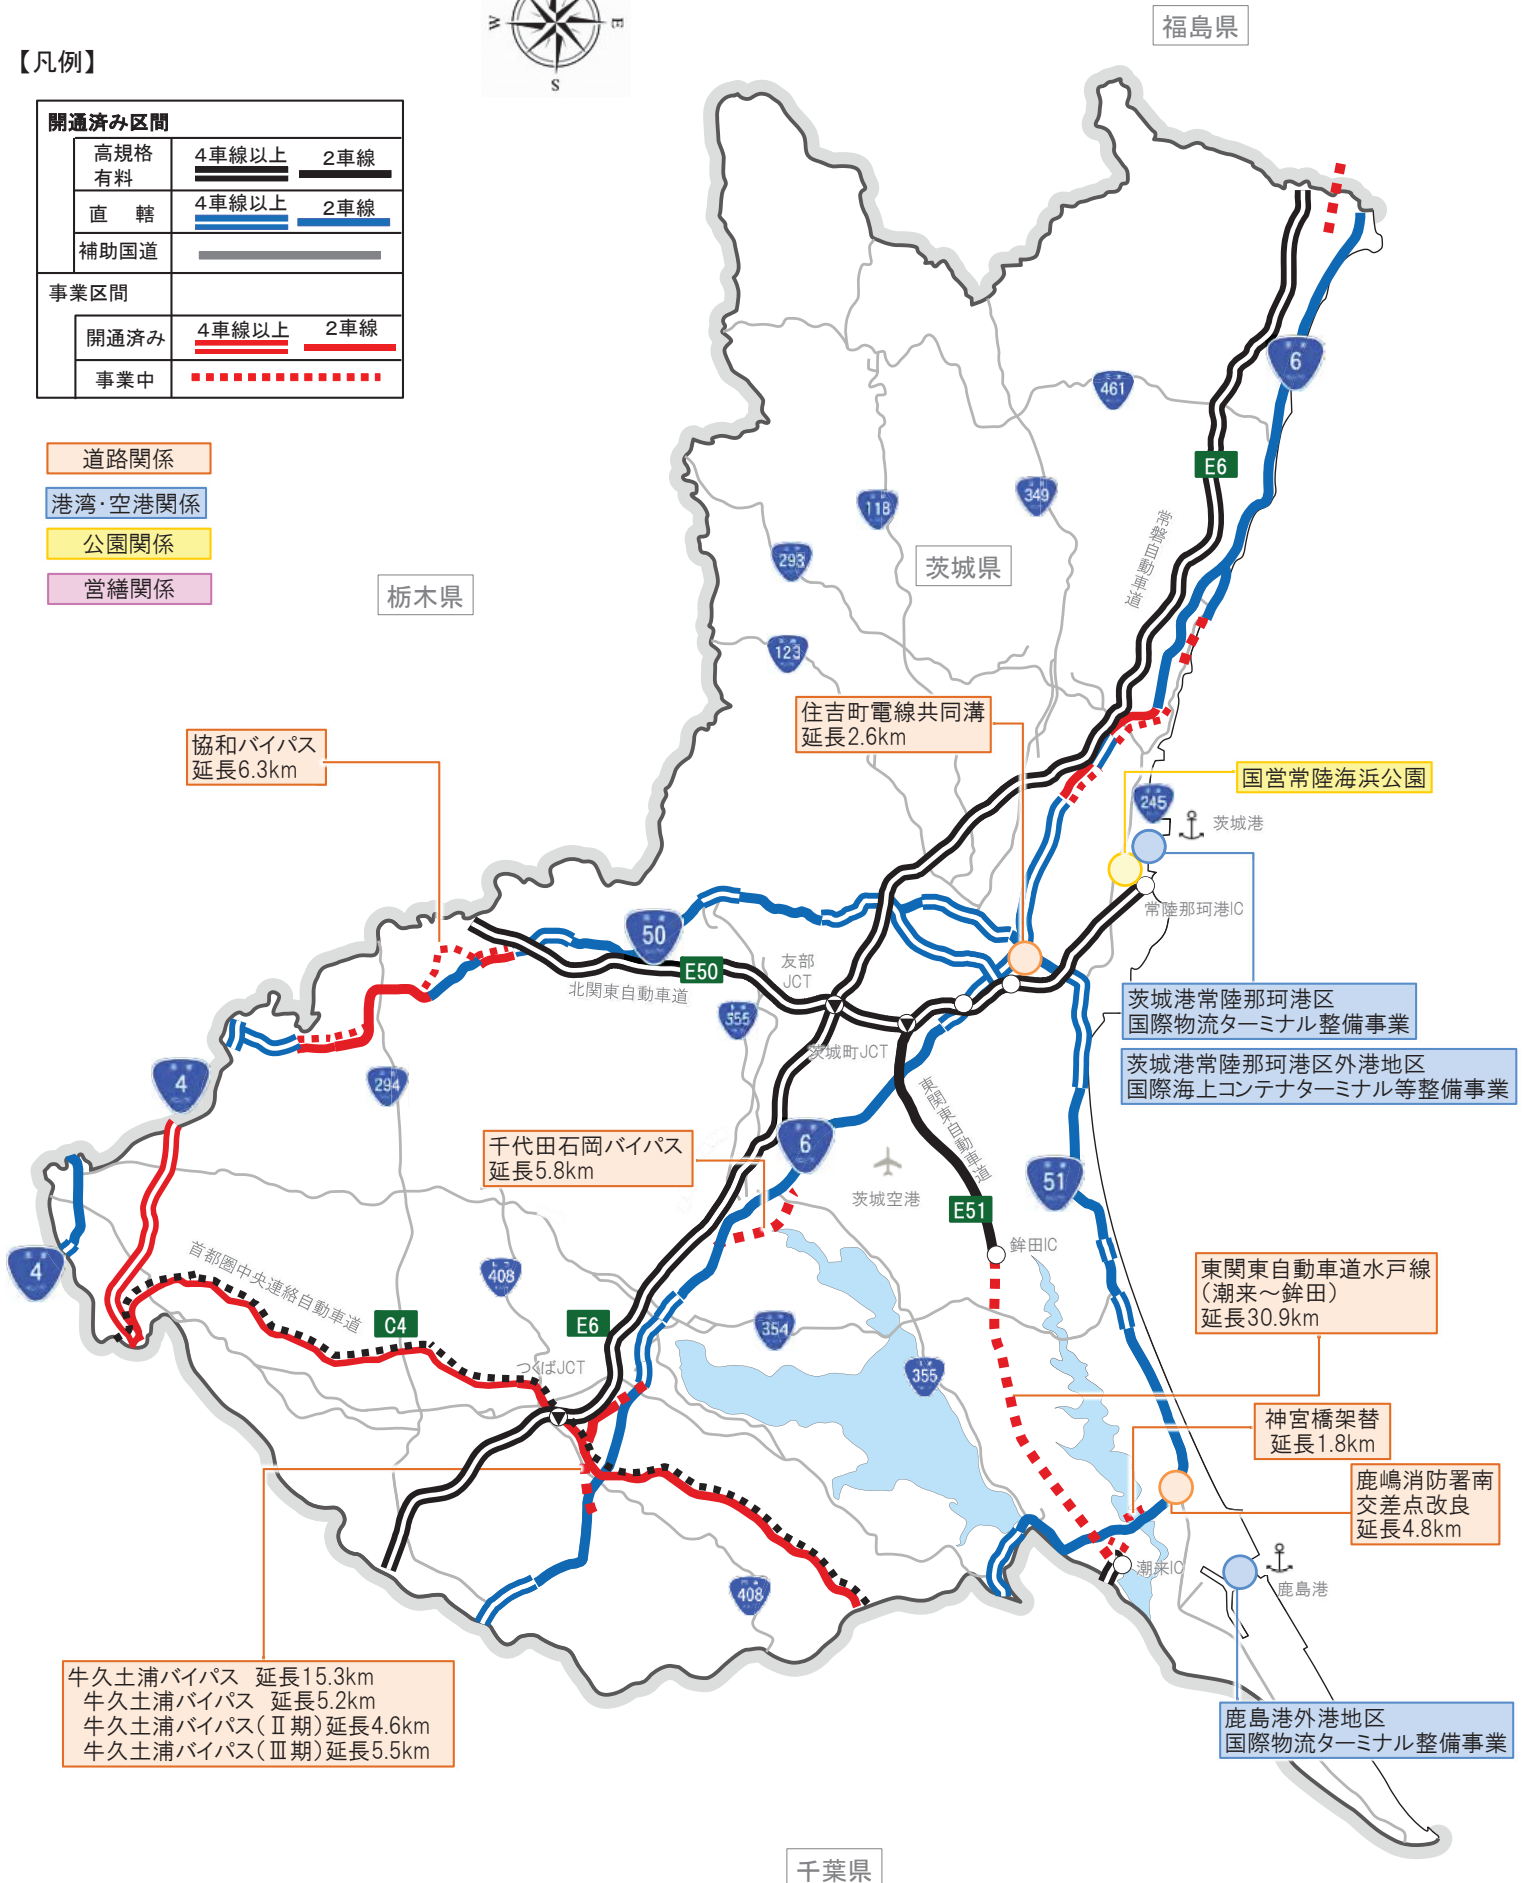 福島県
W
E
S
【凡例】
開通済み区間
高規格
有料
4車線以上
2車線
直　轄
4車線以上
2車線
補助国道
事業区間
開通済み
4車線以上
2車線
事業中
道路関係
港湾・空港関係
公園関係
営繕関係
栃木県
茨城県
6
461
E6
349
118
293
123
常磐自動車道
住吉町電線共同溝
延長2.6km
協和バイパス
延長6.3km
国営常陸海浜公園
245
茨城港
常陸那珂港IC
50
E50
北関東自動車道
友部
JCT
355
茨城町JCT
茨城港常陸那珂港区
国際物流ターミナル整備事業
茨城港常陸那珂港区外港地区
国際海上コンテナターミナル等整備事業
4
294
東関東自動車道
千代田石岡バイパス
延長5.8km
6
茨城空港
51
E51
鉾田IC
4
首都圏中央連絡自動車道
408
C4
E6
354
つくばJCT
355
東関東自動車道水戸線
（潮来～鉾田）
延長30.9km
神宮橋架替
延長1.8km
鹿嶋消防署南
交差点改良
延長4.8km
潮来IC
鹿島港
408
牛久土浦バイパス 延長15.3km
牛久土浦バイパス 延長5.2km
牛久土浦バイパス(Ⅱ期)延長4.6km
牛久土浦バイパス(Ⅲ期)延長5.5km
鹿島港外港地区
国際物流ターミナル整備事業
千葉県